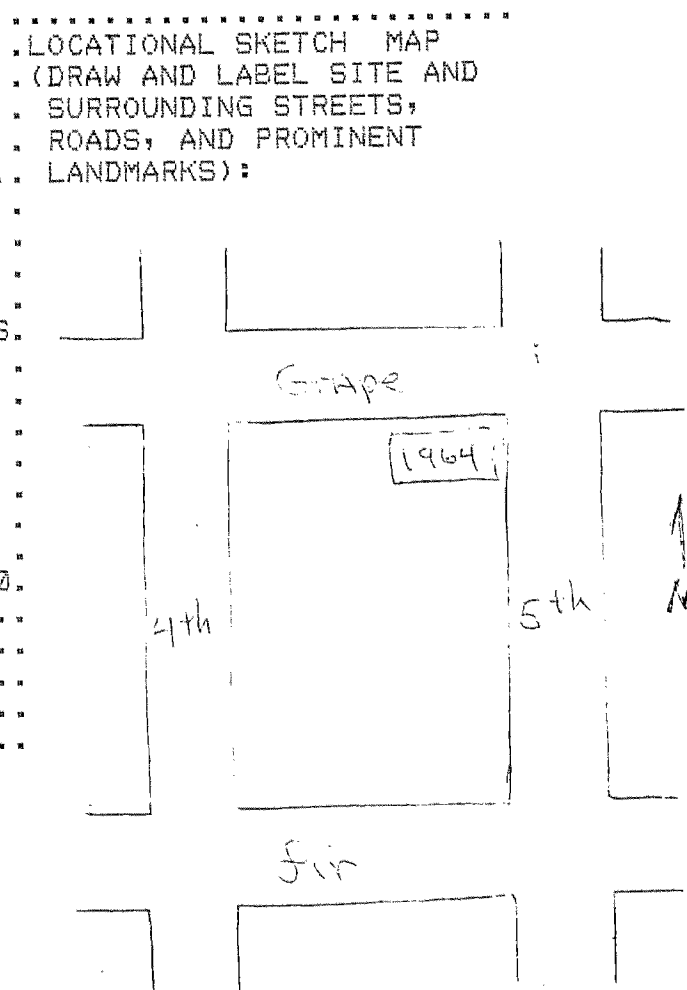 LOCATIONAL SKETCH MAP
(DRAW AND LABEL SITE AND
SURROUNDING STREETS,
ROADS, AND PROMINENT
LANDMARKS):
Grape
1964
4th
5th
N
fir